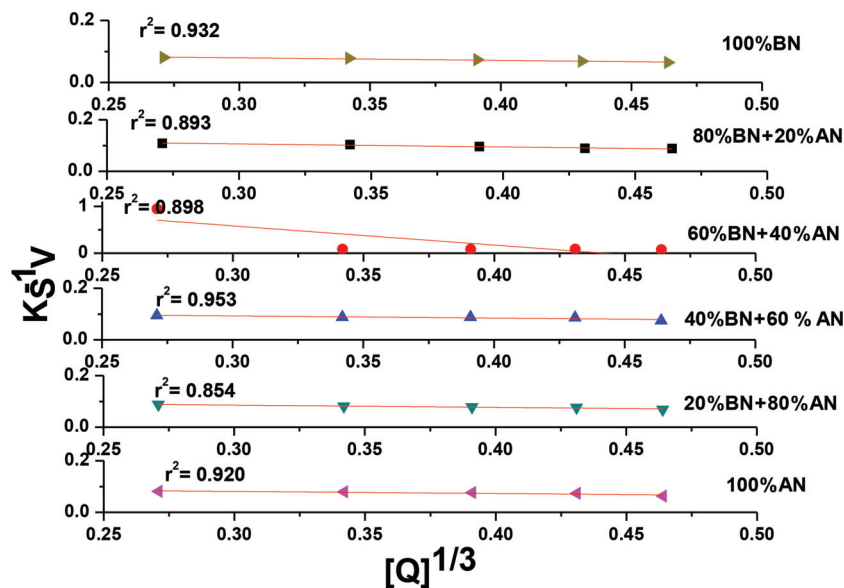 0.2
r²= 0.932
100%BN
0.0
0.25 0.30 0.35 0.40 0.45 0.50
0.2
r²= 0.893
80%BN+20%AN
0.0
0.25 0.30 0.35 0.40 0.45 0.50
1
r²= 0.898
60%BN+40%AN
0
0.25 0.30 0.35 0.40 0.45 0.50
0.2
r²= 0.953
40%BN+60 % AN
0.0
0.25 0.30 0.35 0.40 0.45 0.50
0.2
r²= 0.854
20%BN+80%AN
0.0
0.25 0.30 0.35 0.40 0.45 0.50
0.2
r²= 0.920
100%AN
0.0
0.25 0.30 0.35 0.40 0.45 0.50
K⁻¹SV
[Q]1/3